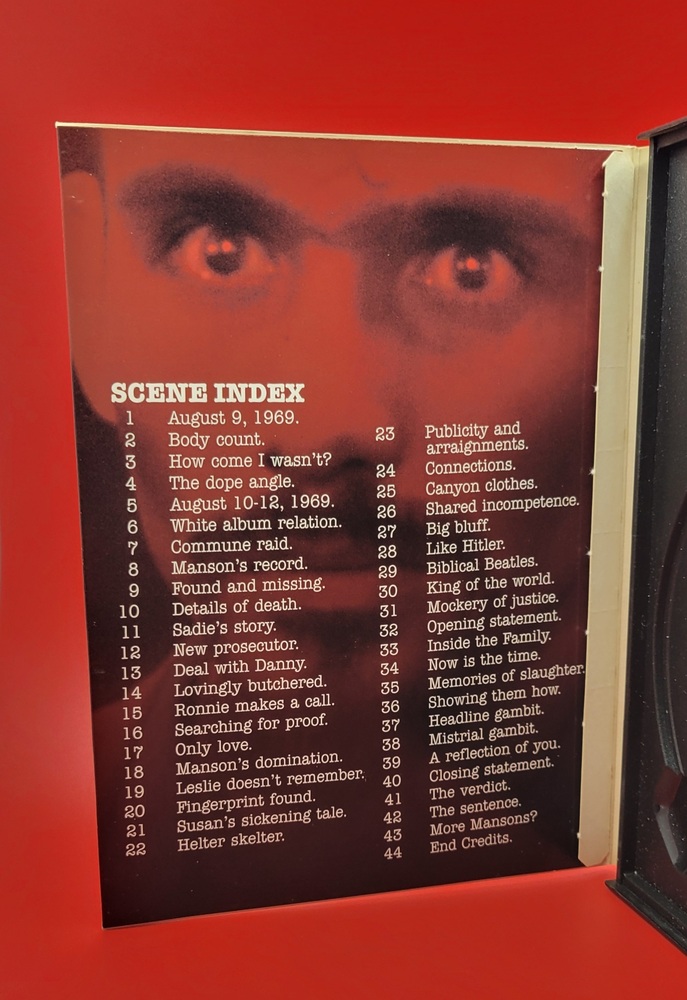 SCENE INDEX
1 August 9, 1969.
2 Body count.
3 How come I wasn't?
4 The dope angle.
5 August 10-12, 1969.
6 White album relation.
7 Commune raid.
8 Manson's record.
9 Found and missing.
10 Details of death.
11 Sadie's story.
12 New prosecutor.
13 Deal with Danny.
14 Lovingly butchered.
15 Ronnie makes a call.
16 Searching for proof.
17 Only love.
18 Manson's domination.
19 Leslie doesn't remember.
20 Fingerprint found.
21 Susan's sickening tale.
22 Helter skelter.
23 Publicity and
arraignments.
24 Connections.
25 Canyon clothes.
26 Shared incompetence.
27 Big bluff.
28 Like Hitler.
29 Biblical Beatles.
30 King of the world.
31 Mockery of justice.
32 Opening statement.
33 Inside the Family.
34 Now is the time.
35 Memories of slaughter.
36 Showing them how.
37 Headline gambit.
38 Mistrial gambit.
39 A reflection of you.
40 Closing statement.
41 The verdict.
42 The sentence.
43 More Mansons?
44 End Credits.